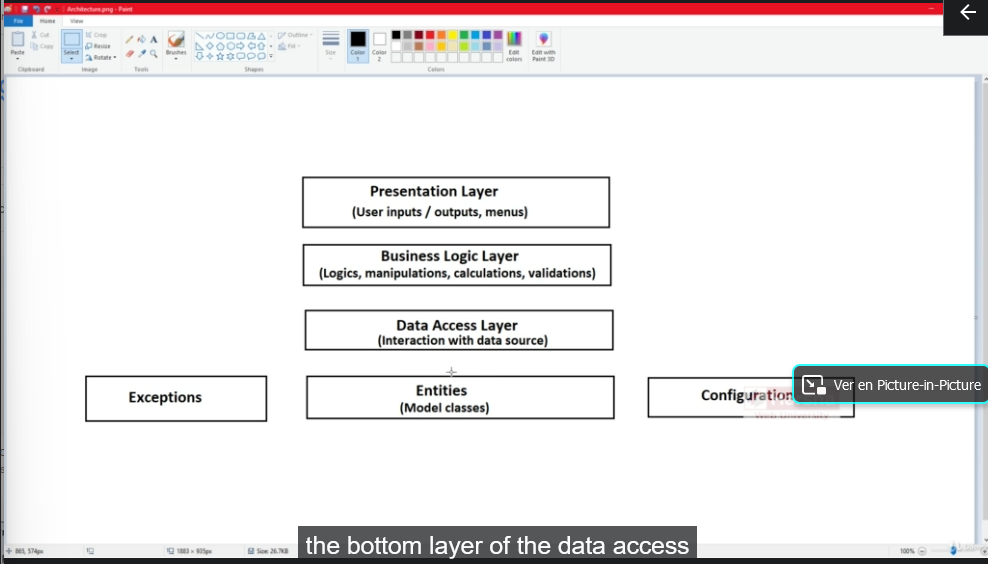 Architecture.png - Paint
File Home View
Paste
Cut
Copy
Clipboard
Select
Crop
Resize
Rotate
Image
Tools
Brushes
Shapes
Outline
Fill
Size
Color
1
Color
2
Edit
colors
Edit with
Paint 3D
Colors
Presentation Layer
(User inputs / outputs, menus)
Business Logic Layer
(Logics, manipulations, calculations, validations)
Data Access Layer
(Interaction with data source)
Exceptions
Entities
(Model classes)
Configuration
Ver en Picture-in-Picture
Web University
the bottom layer of the data access
865, 574px
1883 × 935px
Size: 26.7KB
100%